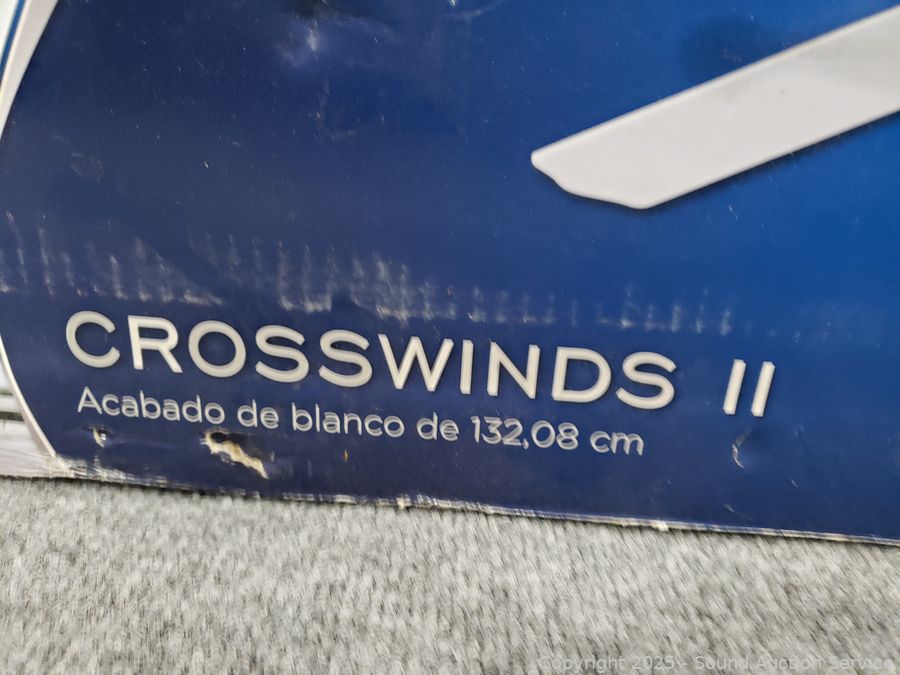 CROSSWINDS II
Acabado de blanco de 132,08 cm
Copyright 2025 - Sound Auction Service